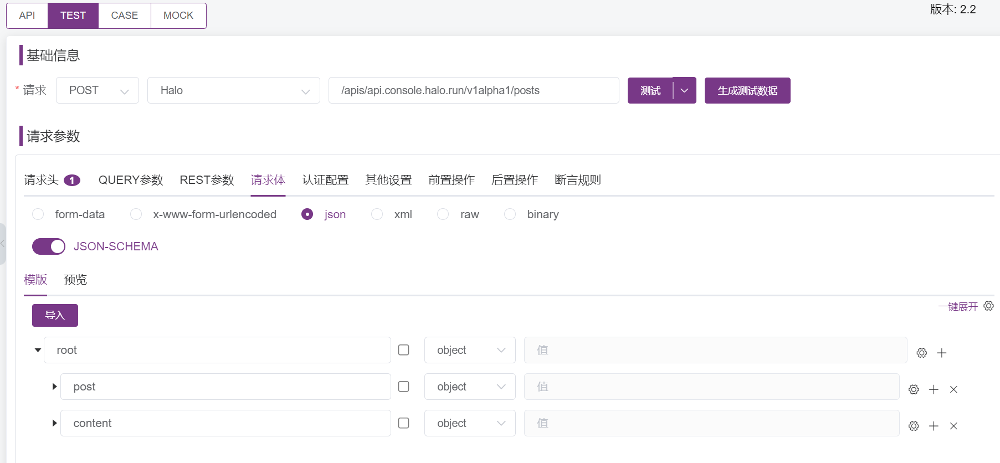 API TEST CASE MOCK 版本: 2.2
基础信息
* 请求 POST Halo /apis/api.console.halo.run/v1alpha1/posts 测试 生成测试数据
请求参数
请求头 1 QUERY参数 REST参数 请求体 认证配置 其他设置 前置操作 后置操作 断言规则
form-data x-www-form-urlencoded json xml raw binary
JSON-SCHEMA
模版 预览
一键展开
导入
root object 值
post object 值
content object 值